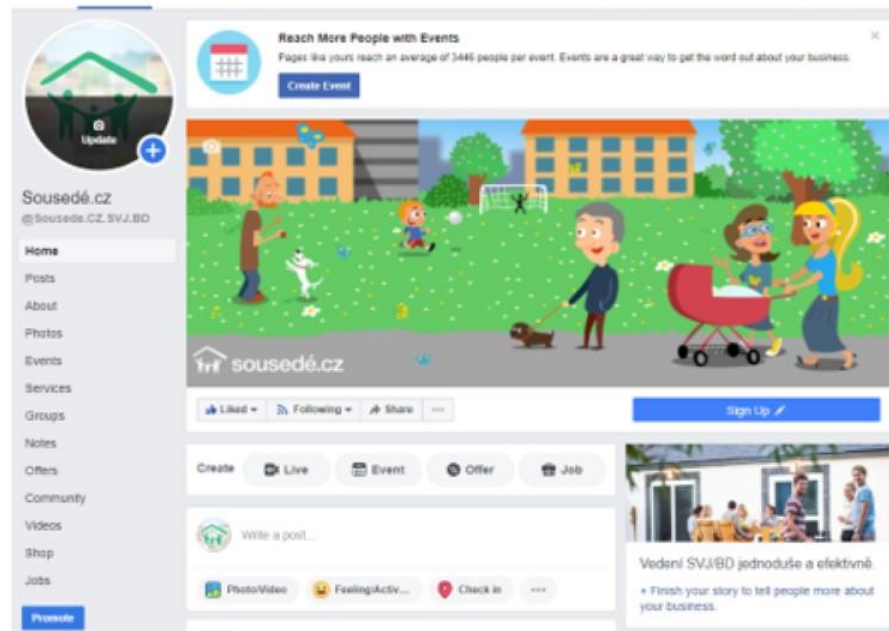 Reach More People with Events
Pages like yours reach an average of 3446 people per event. Events are a great way to get the word out about your business.
Create Event
Update
Sousedé.cz
@Sousede.CZ.SVJ.BD
Home
Posts
About
Photos
Events
Services
Groups
Notes
Offers
Community
Videos
Shop
Jobs
Promote
sousedé.cz
Liked
Following
Share
Sign Up
Create
Live
Event
Offer
Job
Write a post...
Photo/Video
Feeling/Activ...
Check in
Vedení SVJ/BD jednoduše a efektivně.
+ Finish your story to tell people more about
your business.